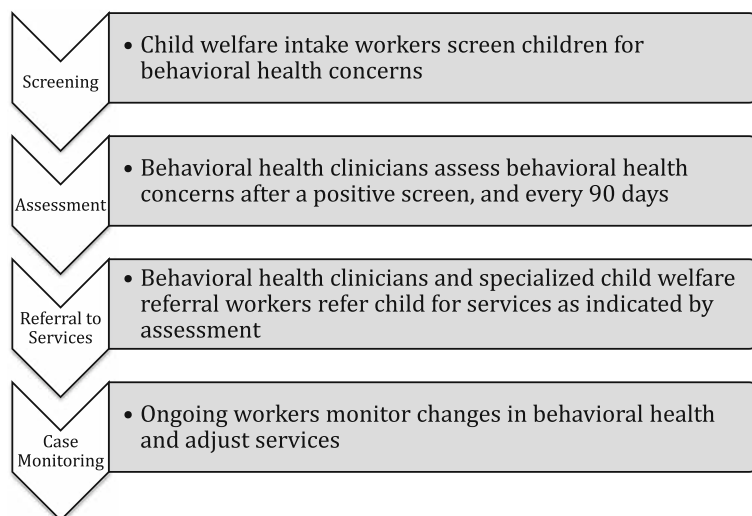 Screening
• Child welfare intake workers screen children for
behavioral health concerns
Assessment
• Behavioral health clinicians assess behavioral health
concerns after a positive screen, and every 90 days
Referral to
Services
• Behavioral health clinicians and specialized child welfare
referral workers refer child for services as indicated by
assessment
Case
Monitoring
• Ongoing workers monitor changes in behavioral health
and adjust services